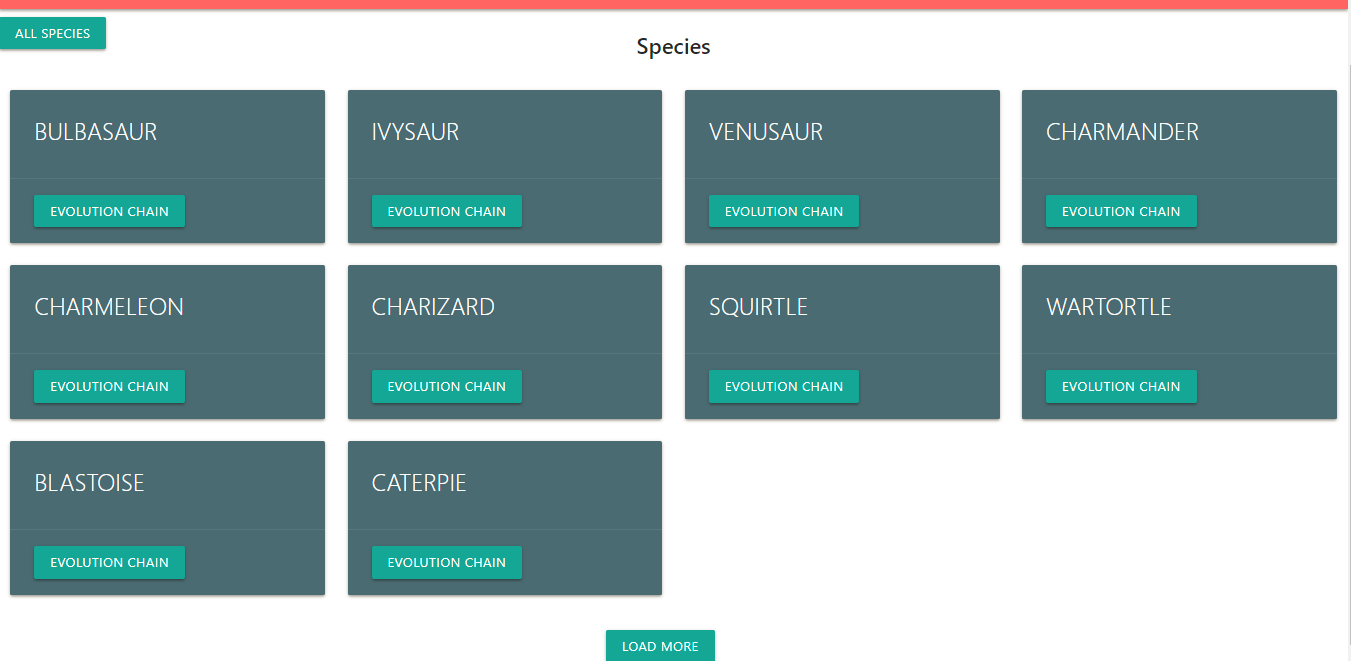 ALL SPECIES
Species
BULBASAUR
EVOLUTION CHAIN
IVYSAUR
EVOLUTION CHAIN
VENUSAUR
EVOLUTION CHAIN
CHARMANDER
EVOLUTION CHAIN
CHARMELEON
EVOLUTION CHAIN
CHARIZARD
EVOLUTION CHAIN
SQUIRTLE
EVOLUTION CHAIN
WARTORTLE
EVOLUTION CHAIN
BLASTOISE
EVOLUTION CHAIN
CATERPIE
EVOLUTION CHAIN
LOAD MORE